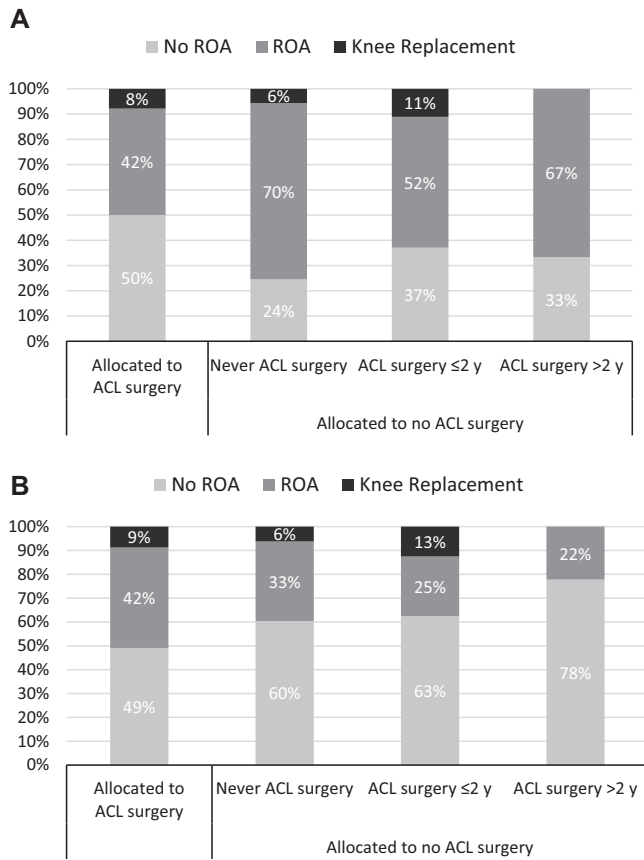 A
No ROA ROA Knee Replacement
100%
90%
80%
70%
60%
50%
40%
30%
20%
10%
0%
8% 6% 11%
42% 70% 52% 67%
50% 24% 37% 33%
Allocated to ACL surgery
Never ACL surgery ACL surgery ≤2 y ACL surgery >2 y
Allocated to no ACL surgery
B
No ROA ROA Knee Replacement
100%
90%
80%
70%
60%
50%
40%
30%
20%
10%
0%
9% 6% 13% 22%
42% 33% 25%
49% 60% 63% 78%
Allocated to
ACL surgery
Never ACL surgery ACL surgery ≤2 y ACL surgery >2 y
Allocated to no ACL surgery